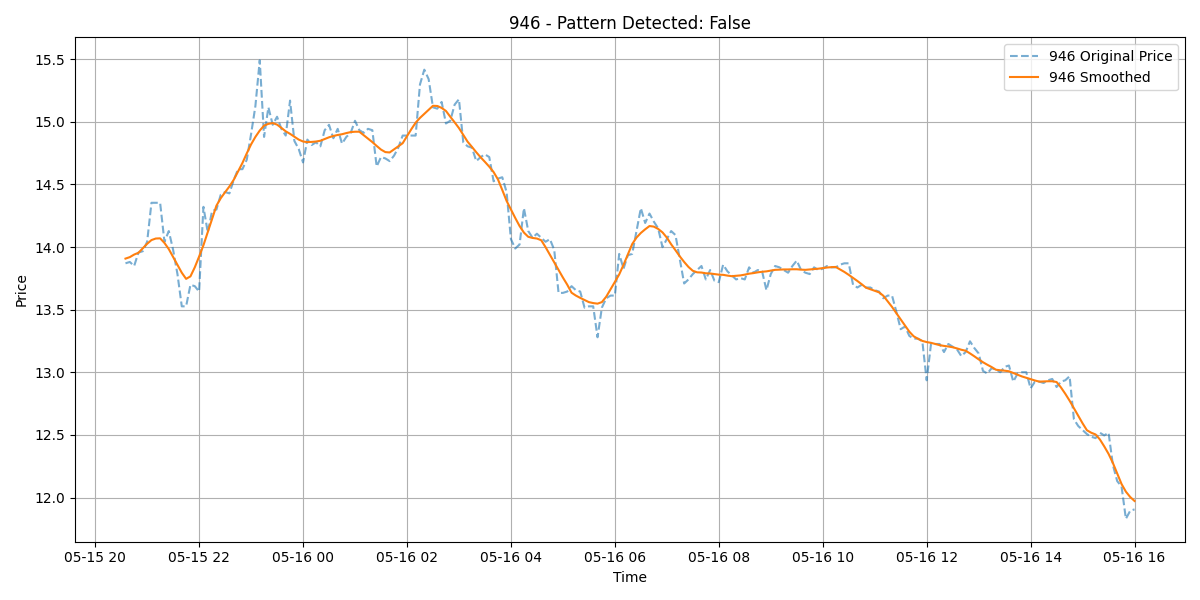 946 - Pattern Detected: False
946 Original Price
946 Smoothed
Price
15.5
15.0
14.5
14.0
13.5
13.0
12.5
12.0
05-15 20 05-15 22 05-16 00 05-16 02 05-16 04 05-16 06 05-16 08 05-16 10 05-16 12 05-16 14 05-16 16
Time